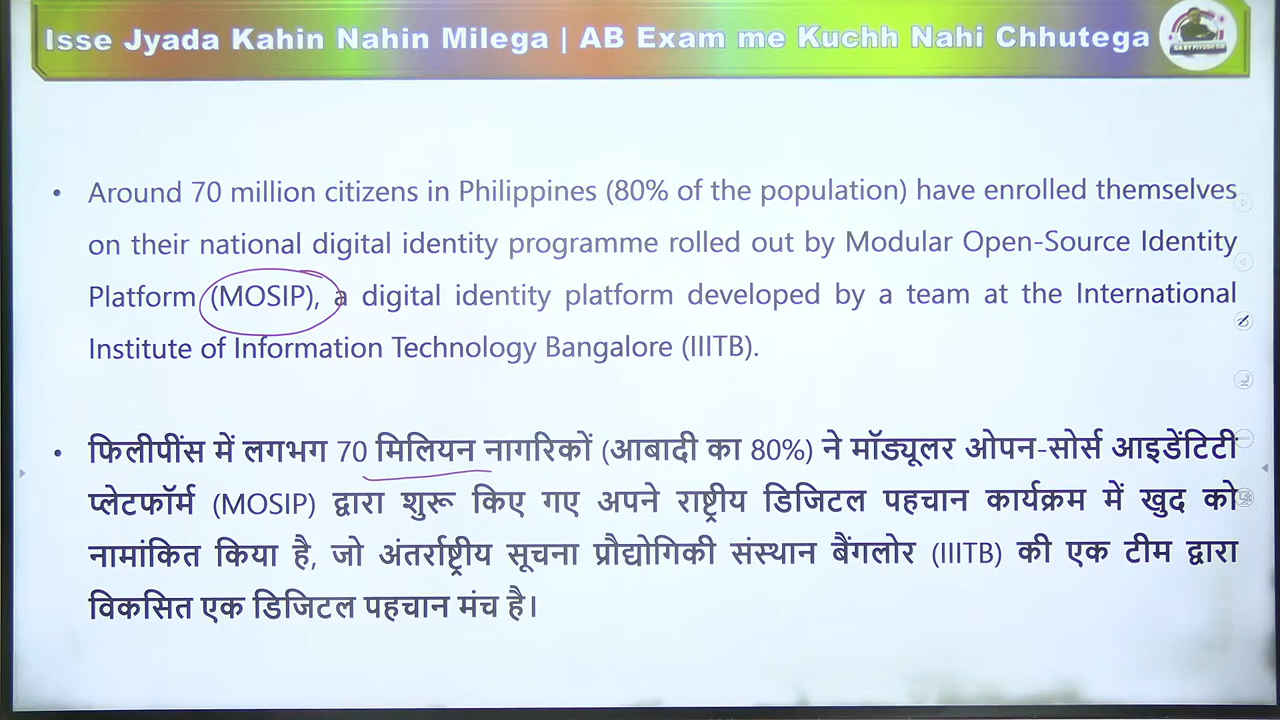 Isse Jyada Kahin Nahin Milega | AB Exam me Kuchh Nahi Chhutega
GA BY PIYUSH SIR
• Around 70 million citizens in Philippines (80% of the population) have enrolled themselves
on their national digital identity programme rolled out by Modular Open-Source Identity
Platform (MOSIP), a digital identity platform developed by a team at the International
Institute of Information Technology Bangalore (IIITB).
• फिलीपींस में लगभग 70 मिलियन नागरिकों (आबादी का 80%) ने मॉड्यूलर ओपन-सोर्स आइडेंटिटी
प्लेटफॉर्म (MOSIP) द्वारा शुरू किए गए अपने राष्ट्रीय डिजिटल पहचान कार्यक्रम में खुद को
नामांकित किया है, जो अंतर्राष्ट्रीय सूचना प्रौद्योगिकी संस्थान बैंगलोर (IIITB) की एक टीम द्वारा
विकसित एक डिजिटल पहचान मंच है।